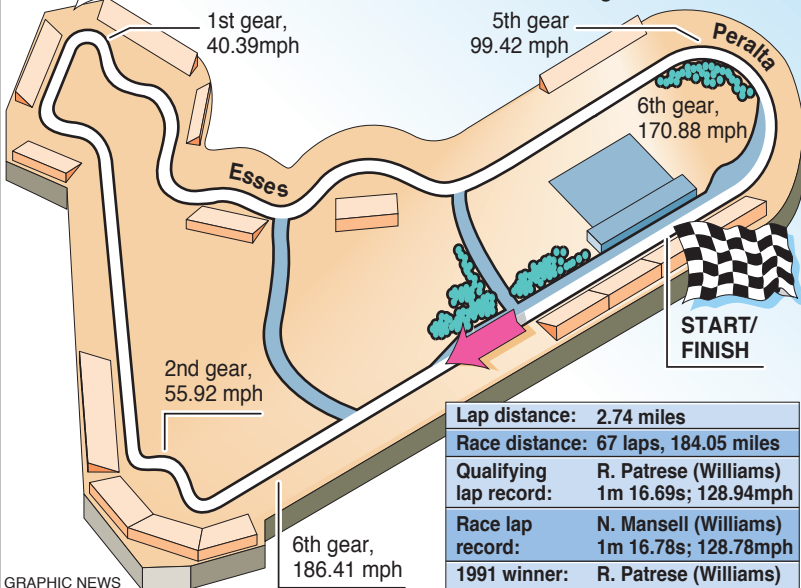 1st gear,
40.39mph
5th gear
99.42 mph
Peralta
6th gear,
170.88 mph
Esses
START/
FINISH
2nd gear,
55.92 mph
6th gear,
186.41 mph
Lap distance: 2.74 miles
Race distance: 67 laps, 184.05 miles
Qualifying R. Patrese (Williams)
lap record: 1m 16.69s; 128.94mph
Race lap N. Mansell (Williams)
record: 1m 16.78s; 128.78mph
1991 winner: R. Patrese (Williams)
GRAPHIC NEWS